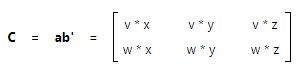 v * x v * y v * z
C = ab' =
w * x w * y w * z